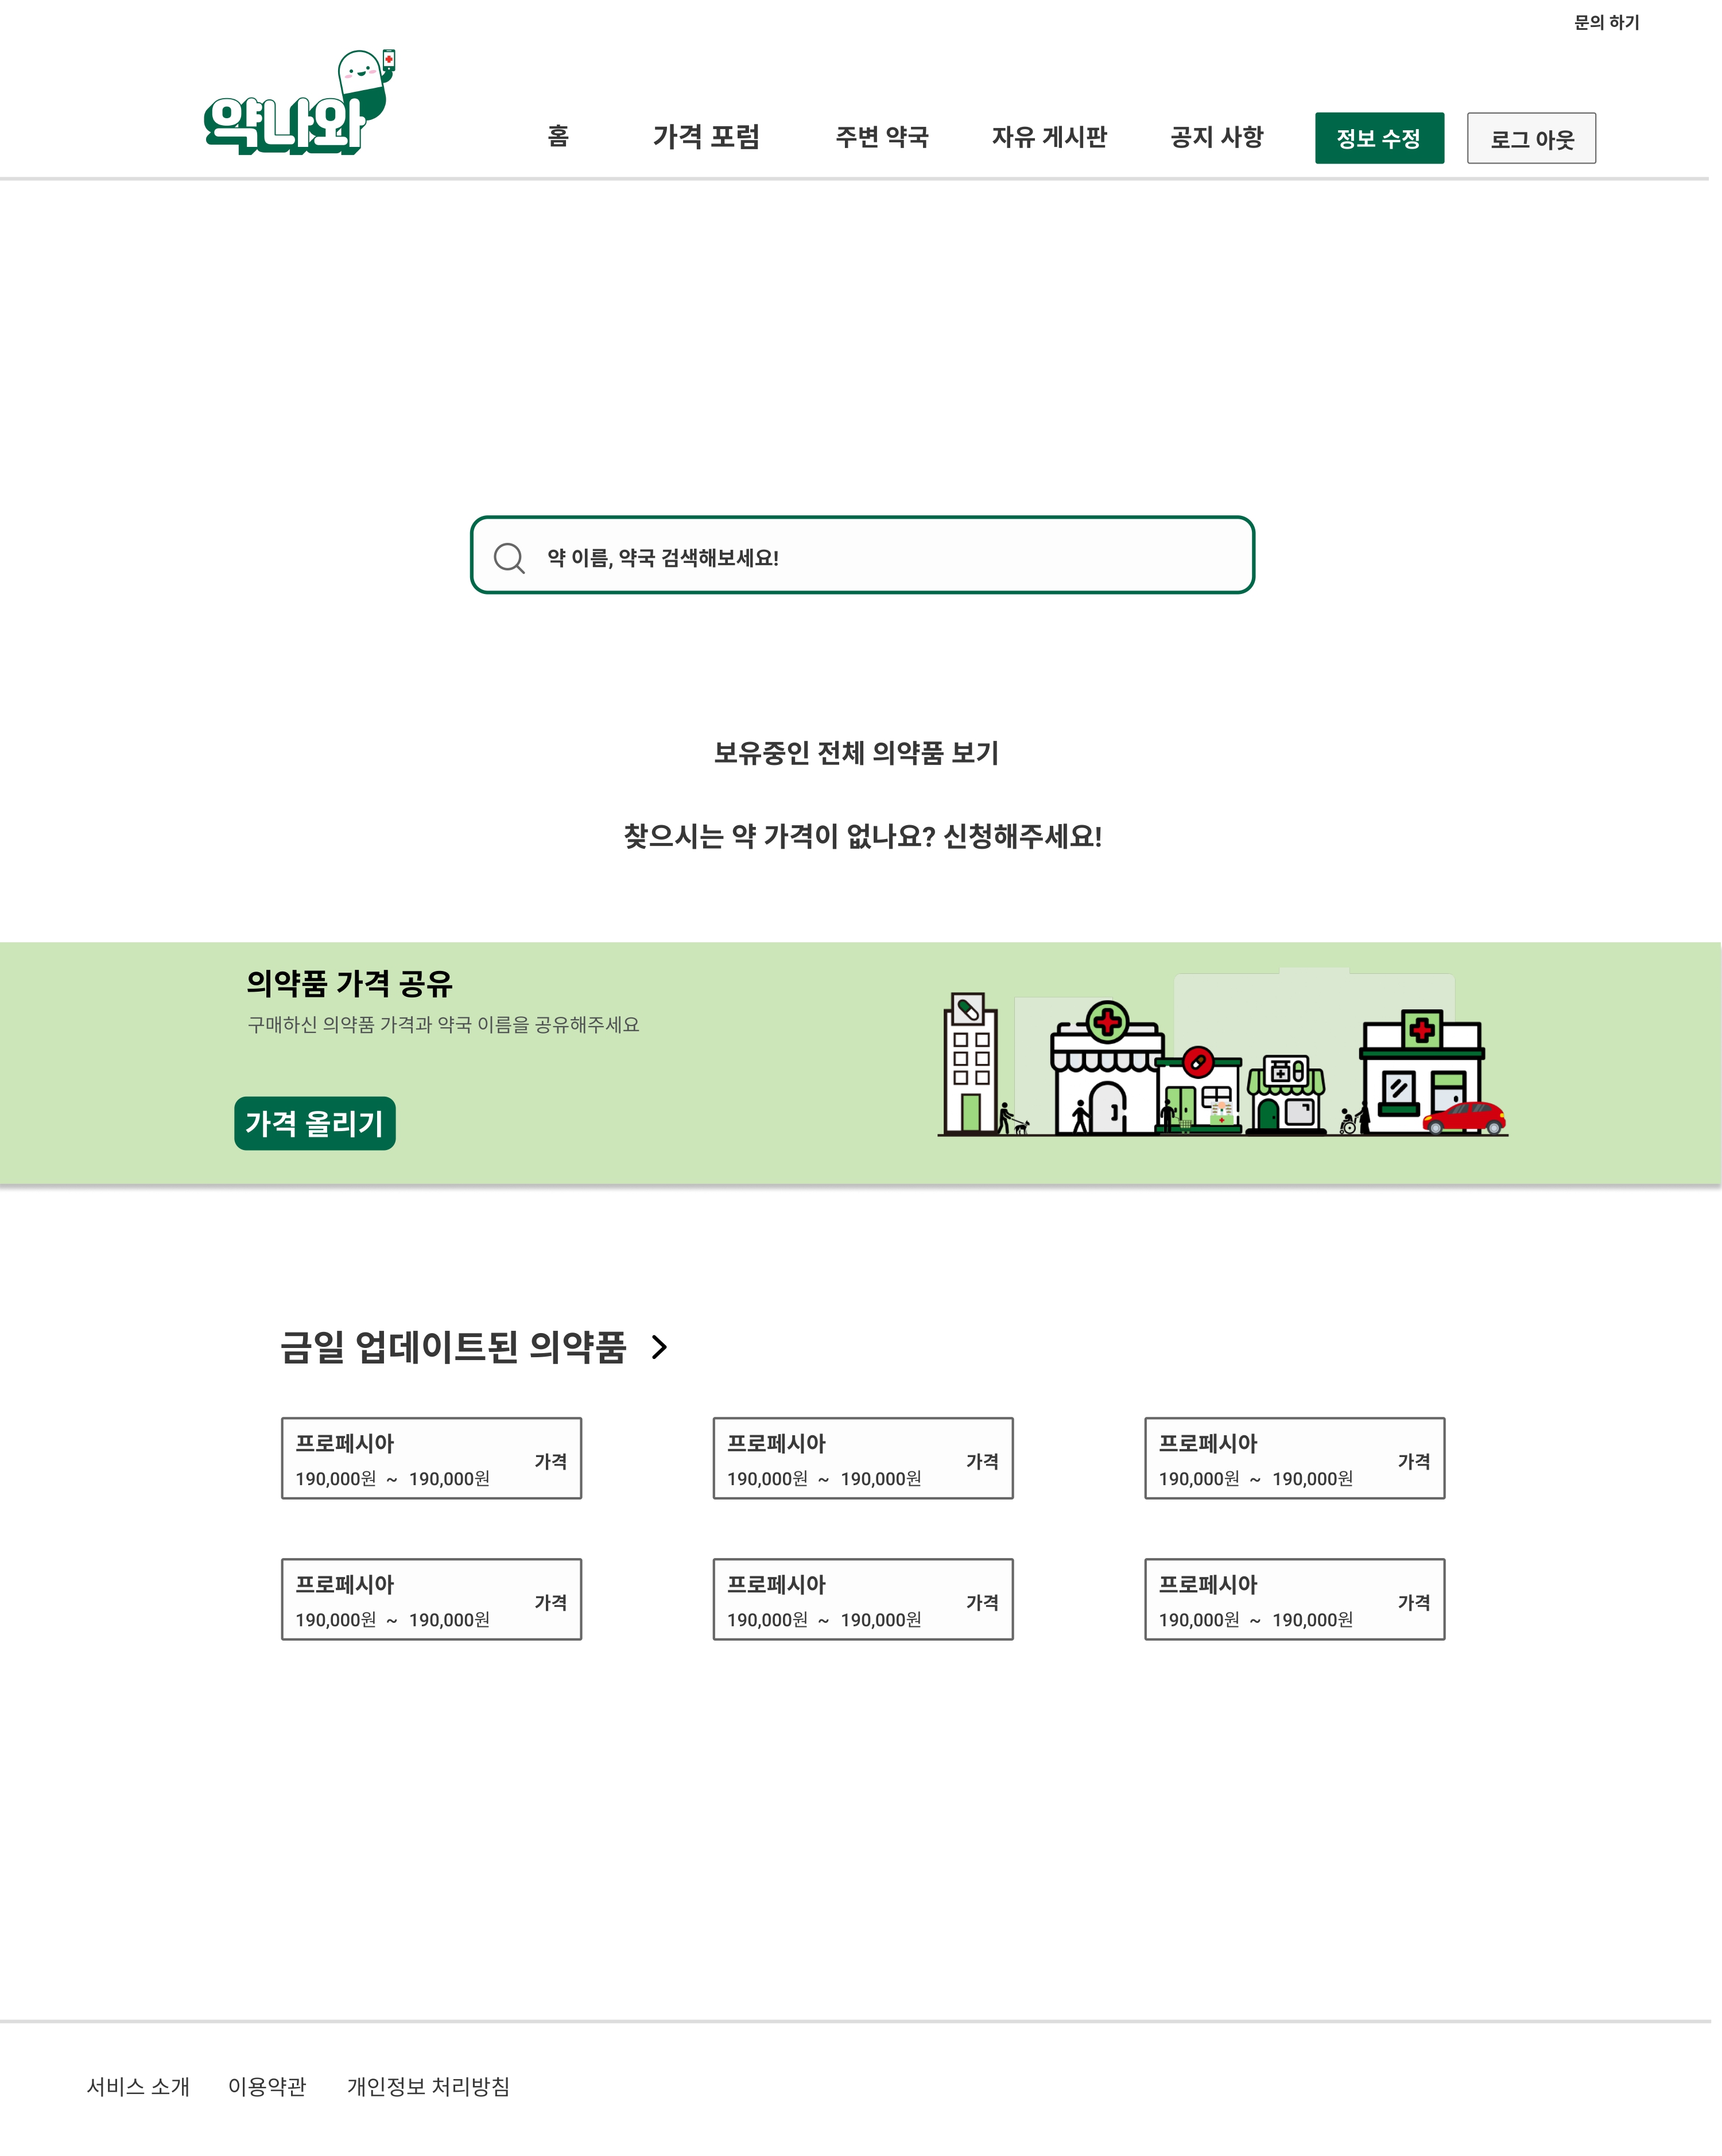 문의 하기
약나와
홈 가격 포럼 주변 약국 자유 게시판 공지 사항 정보 수정 로그 아웃
약 이름, 약국 검색해보세요!
보유중인 전체 의약품 보기
찾으시는 약 가격이 없나요? 신청해주세요!
의약품 가격 공유
구매하신 의약품 가격과 약국 이름을 공유해주세요
가격 올리기
금일 업데이트된 의약품
프로페시아
190,000원 ~ 190,000원
가격
프로페시아
190,000원 ~ 190,000원
가격
프로페시아
190,000원 ~ 190,000원
가격
프로페시아
190,000원 ~ 190,000원
가격
프로페시아
190,000원 ~ 190,000원
가격
프로페시아
190,000원 ~ 190,000원
가격
서비스 소개 이용약관 개인정보 처리방침